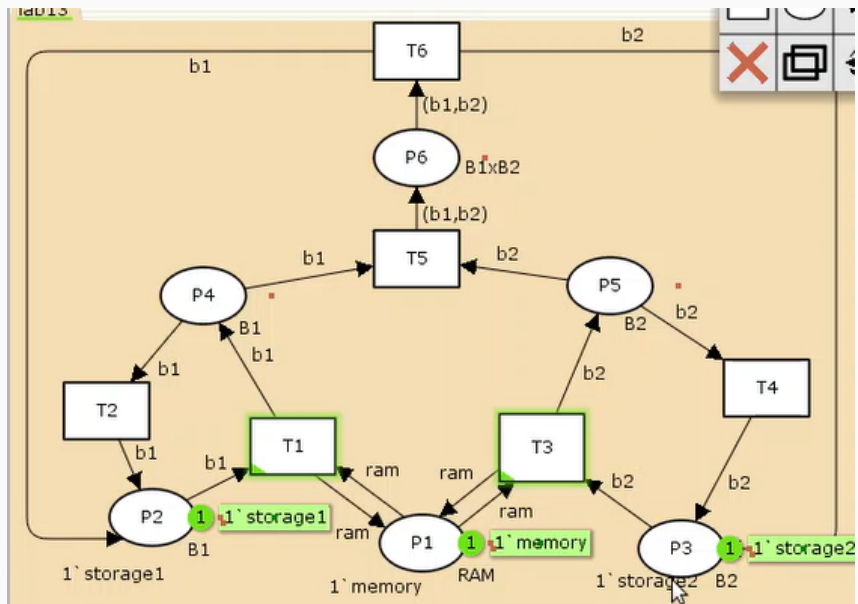 lab13
T6
b2
b1
(b1,b2)
P6
B1xB2
(b1,b2)
b1
T5
b2
P4
P5
b2
B1
B2
b1
b1
b2
T4
T2
T1
T3
b1
b1
ram
ram
b2
b2
P2
1
1`storage1
ram
ram
B1
P1
1
1`memory
P3
1`
1`storage2
1`storage1
1`memory
RAM
1`storage2
B2